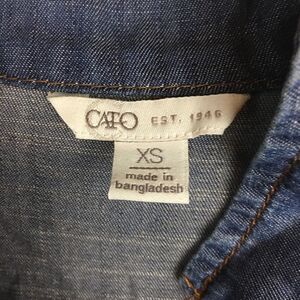 CATO EST. 1946
XS
made in
bangladesh